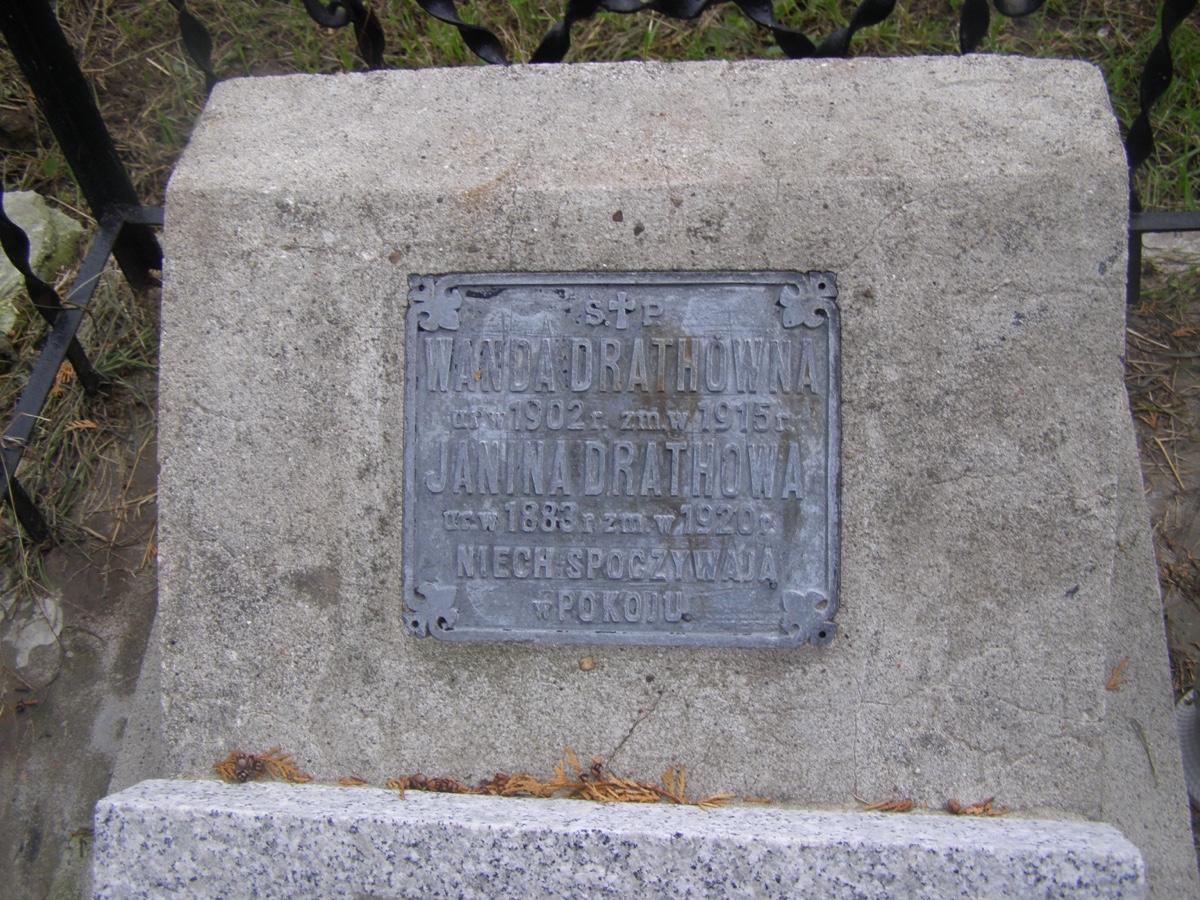 S.†P.
WANDA DRATHÓWNA
ur w 1902 r. zm. w 1915 r.
JANINA DRATHOWA
ur. w 1883 r. zm. w 1920 r.
NIECH SPOCZYWAJĄ
w POKOJU.